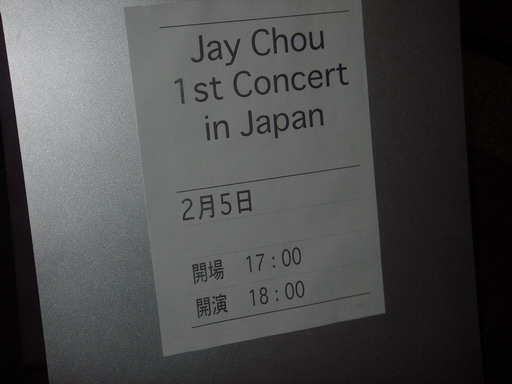 Jay Chou
1st Concert
in Japan
2月5日
開場 17:00
開演 18:00